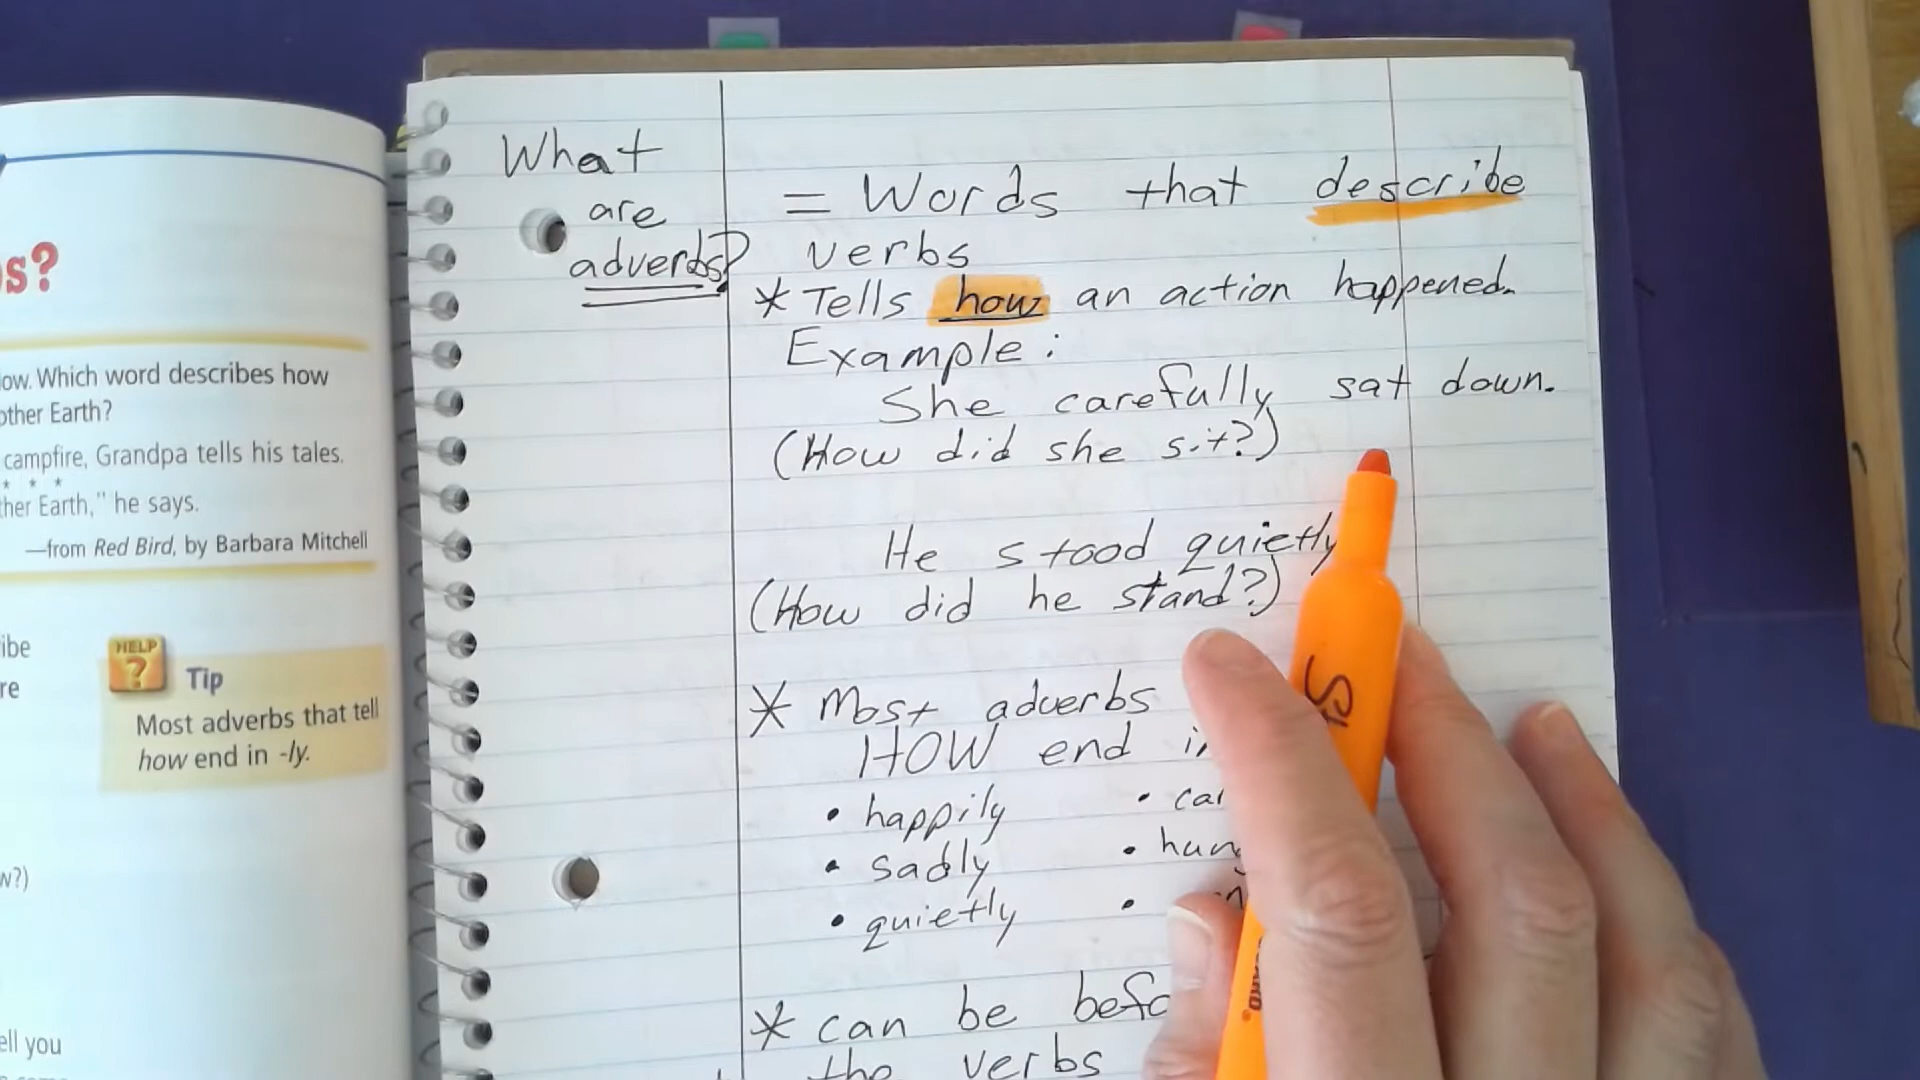 s?
ow. Which word describes how
other Earth?
campfire, Grandpa tells his tales.
* * *
ther Earth," he says.
—from Red Bird, by Barbara Mitchell
ibe
re
HELP
?
Tip
Most adverbs that tell
how end in -ly.
w?)
ell you
What
are
adverbs?
= Words that describe
verbs
* Tells how an action happened.
Example:
She carefully sat down.
(How did she sit?)
He stood quietly
(How did he stand?)
* Most adverbs
HOW end
• happily
• sadly
• quietly
• car
• hung
•
* can be befo
the verbs